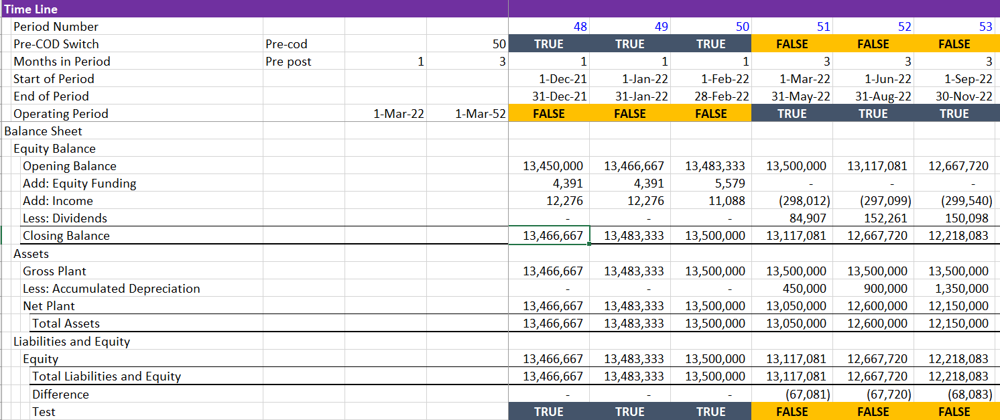 Time Line
Period Number 48 49 50 51 52 53
Pre-COD Switch Pre-cod 50 TRUE TRUE TRUE FALSE FALSE FALSE
Months in Period Pre post 1 3 1 1 1 3 3 3
Start of Period 1-Dec-21 1-Jan-22 1-Feb-22 1-Mar-22 1-Jun-22 1-Sep-22
End of Period 31-Dec-21 31-Jan-22 28-Feb-22 31-May-22 31-Aug-22 30-Nov-22
Operating Period 1-Mar-22 1-Mar-52 FALSE FALSE FALSE TRUE TRUE TRUE
Balance Sheet
Equity Balance
Opening Balance 13,450,000 13,466,667 13,483,333 13,500,000 13,117,081 12,667,720
Add: Equity Funding 4,391 4,391 5,579 - - -
Add: Income 12,276 12,276 11,088 (298,012) (297,099) (299,540)
Less: Dividends - - - 84,907 152,261 150,098
Closing Balance 13,466,667 13,483,333 13,500,000 13,117,081 12,667,720 12,218,083
Assets
Gross Plant 13,466,667 13,483,333 13,500,000 13,500,000 13,500,000 13,500,000
Less: Accumulated Depreciation - - - 450,000 900,000 1,350,000
Net Plant 13,466,667 13,483,333 13,500,000 13,050,000 12,600,000 12,150,000
Total Assets 13,466,667 13,483,333 13,500,000 13,050,000 12,600,000 12,150,000
Liabilities and Equity
Equity 13,466,667 13,483,333 13,500,000 13,117,081 12,667,720 12,218,083
Total Liabilities and Equity 13,466,667 13,483,333 13,500,000 13,117,081 12,667,720 12,218,083
Difference - - - (67,081) (67,720) (68,083)
Test TRUE TRUE TRUE FALSE FALSE FALSE